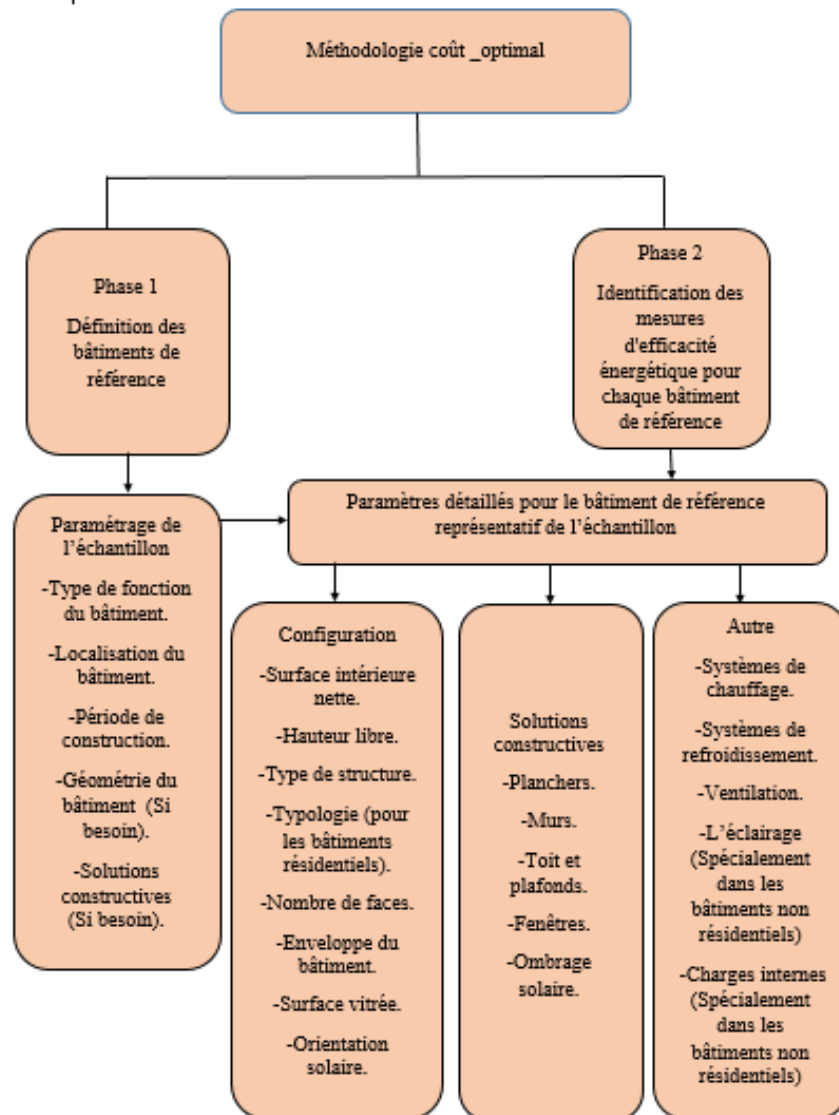 Méthodologie coût _optimal
Phase 1
Définition des
bâtiments de
référence
Phase 2
Identification des
mesures
d'efficacité
énergétique pour
chaque bâtiment
de référence
Paramétrage de
l’échantillon
-Type de fonction
du bâtiment.
-Localisation du
bâtiment.
-Période de
construction.
-Géométrie du
bâtiment (Si
besoin).
-Solutions
constructives
(Si besoin).
Paramètres détaillés pour le bâtiment de référence
représentatif de l’échantillon
Configuration
-Surface intérieure
nette.
-Hauteur libre.
-Type de structure.
-Typologie (pour
les bâtiments
résidentiels).
-Nombre de faces.
-Enveloppe du
bâtiment.
-Surface vitrée.
-Orientation
solaire.
Solutions
constructives
-Planchers.
-Murs.
-Toit et
plafonds.
-Fenêtres.
-Ombrage
solaire.
Autre
-Systèmes de
chauffage.
-Systèmes de
refroidissement.
-Ventilation.
-L’éclairage
(Spécialement
dans les
bâtiments non
résidentiels)
-Charges internes
(Spécialement
dans les
bâtiments non
résidentiels)